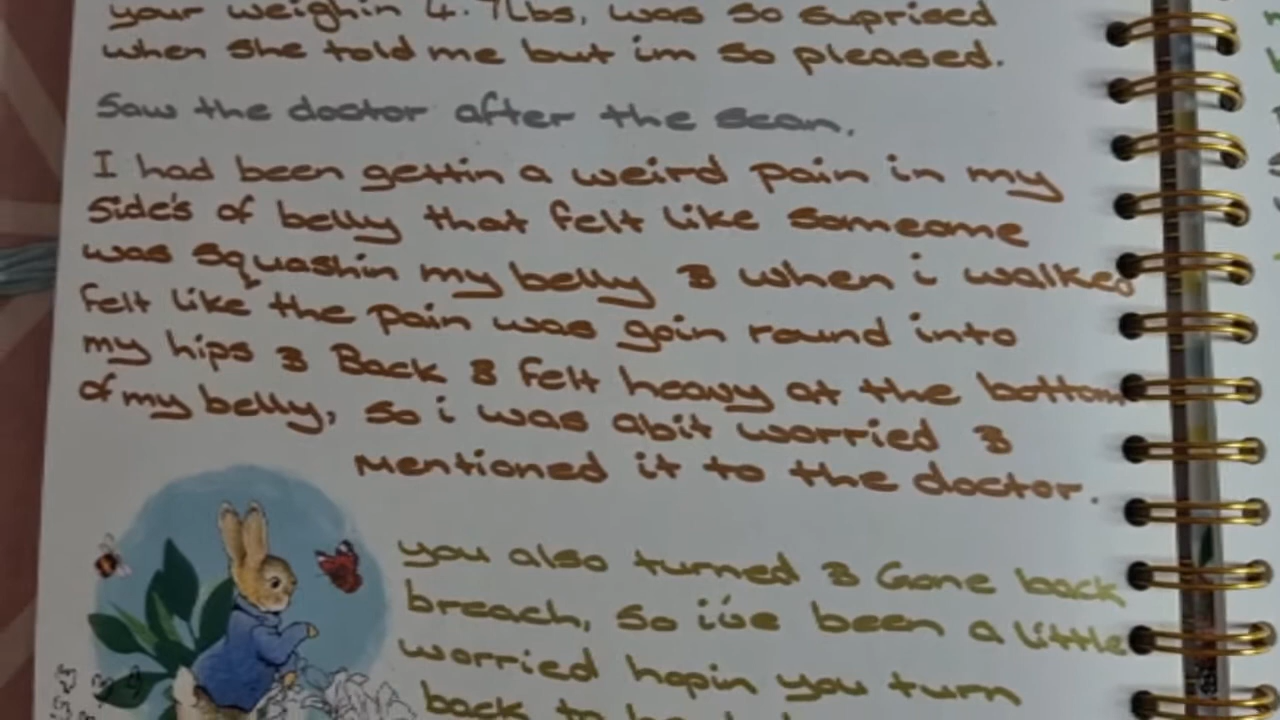 your weighin 4.7Lbs, was so suprised
when she told me but im so pleased.
Saw the doctor after the scan.
I had been gettin a weird pain in my
side's of belly that felt like someome
was squashin my belly & when i walked
felt like the pain was goin round into
my hips & Back & felt heavy at the bottom
of my belly, so i was abit worried &
mentioned it to the doctor.
you also turned & Gone back
breach, so i've been a little
worried hopin you turn
back to